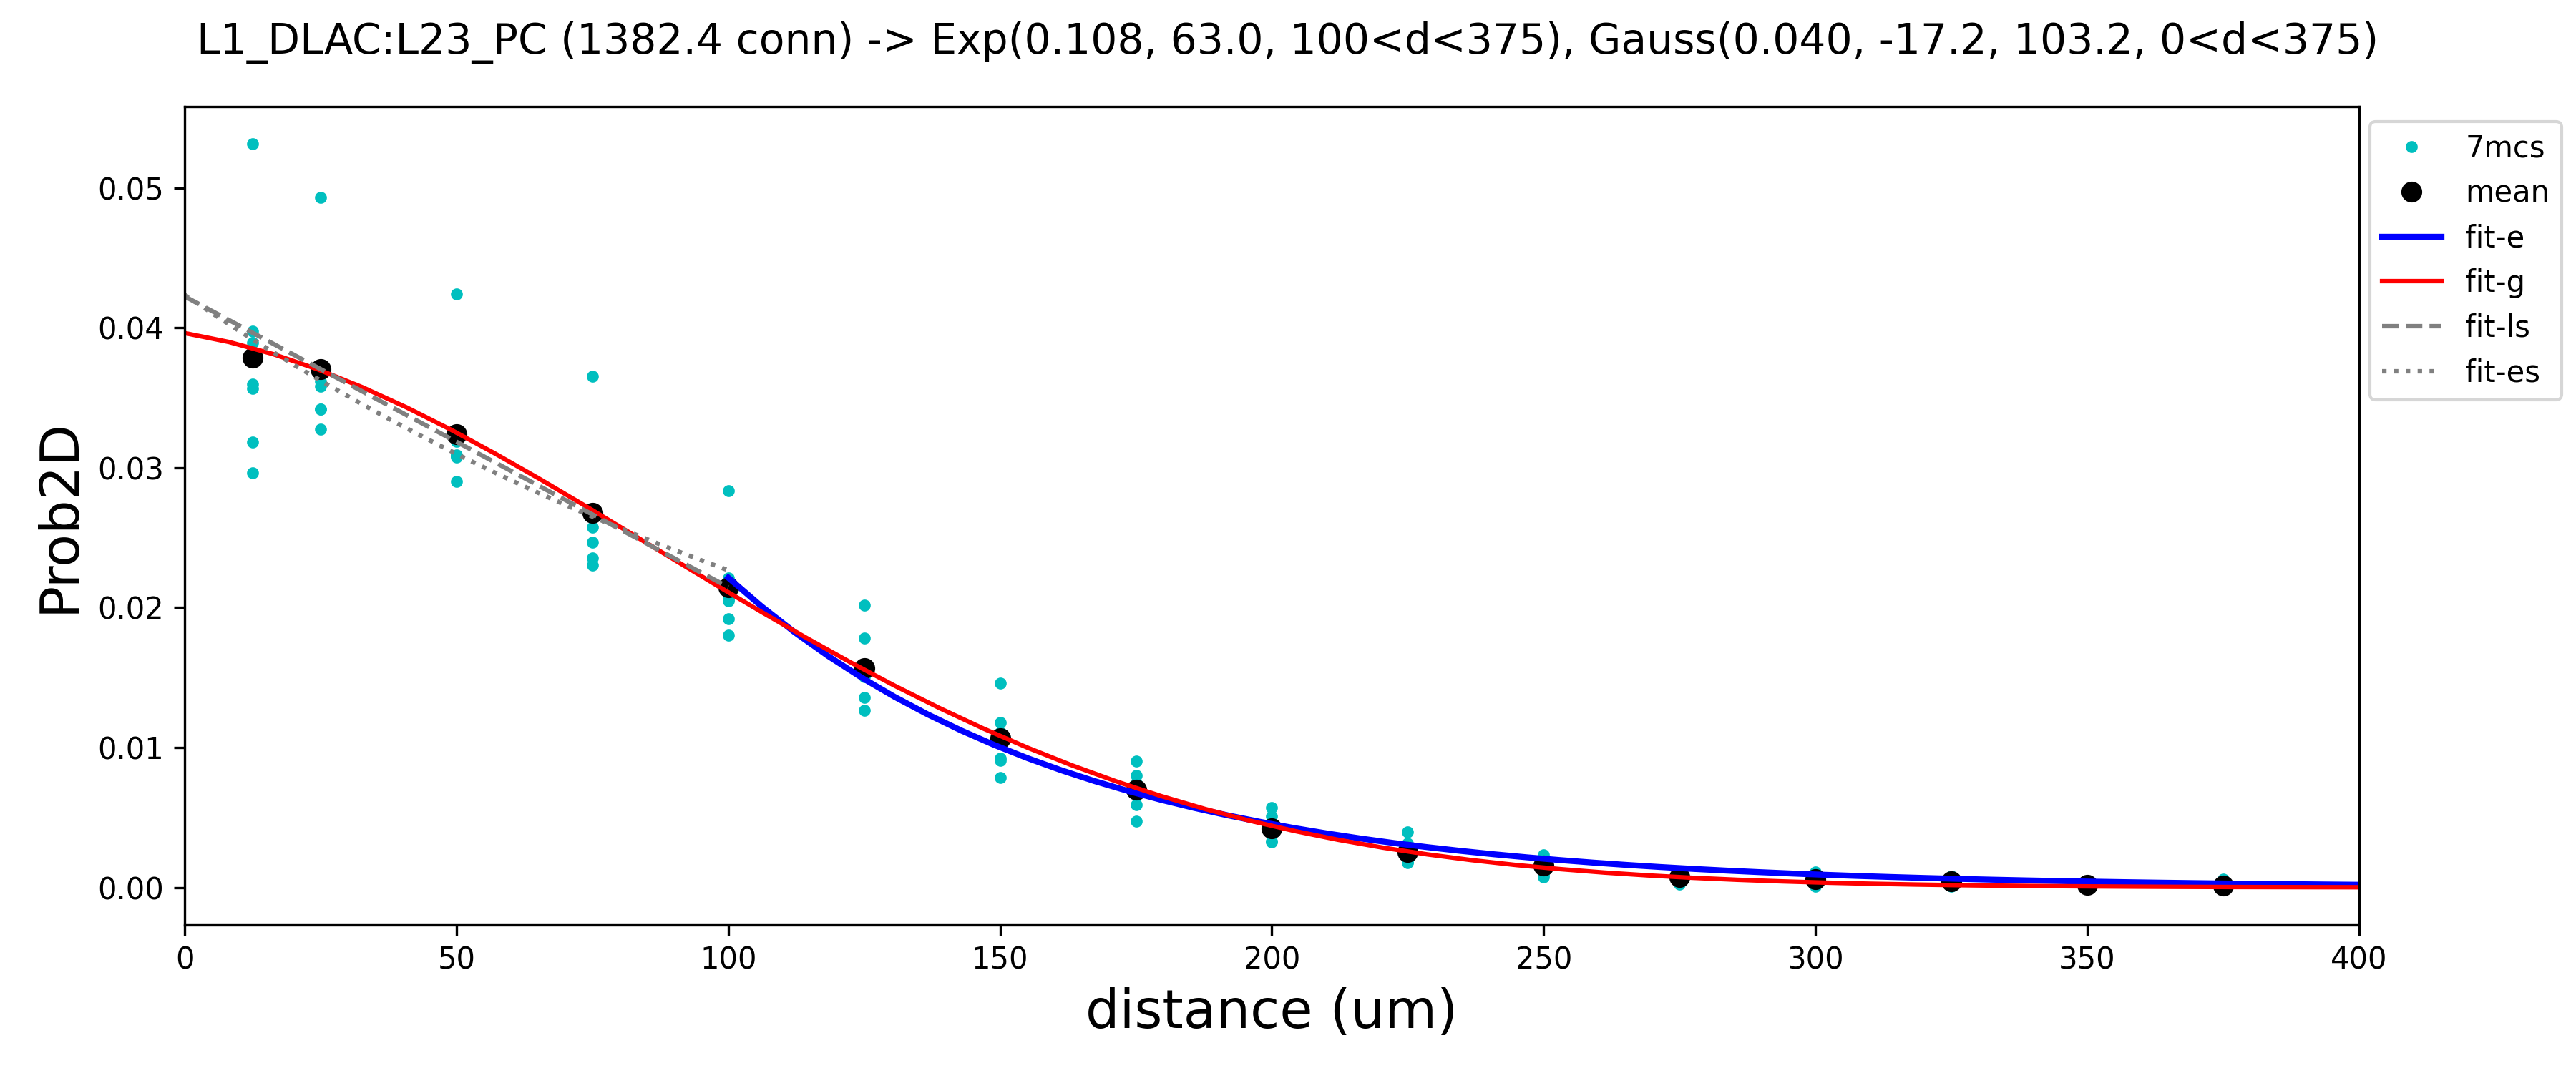 L1_DLAC:L23_PC (1382.4 conn) -> Exp(0.108, 63.0, 100<d<375), Gauss(0.040, -17.2, 103.2, 0<d<375)
7mcs
mean
fit-e
fit-g
fit-ls
fit-es
Prob2D
0.05
0.04
0.03
0.02
0.01
0.00
0 50 100 150 200 250 300 350 400
distance (um)